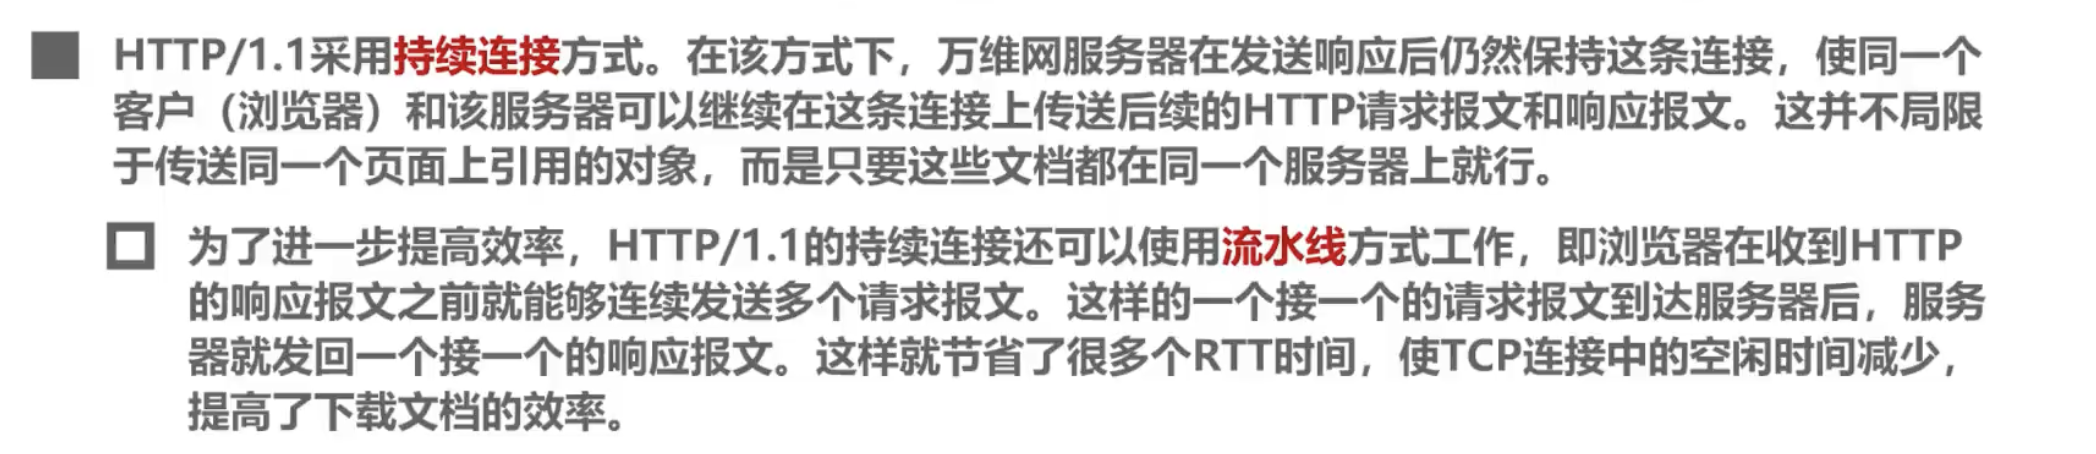 HTTP/1.1采用持续连接方式。在该方式下，万维网服务器在发送响应后仍然保持这条连接，使同一个
客户（浏览器）和该服务器可以继续在这条连接上传送后续的HTTP请求报文和响应报文。这并不局限
于传送同一个页面上引用的对象，而是只要这些文档都在同一个服务器上就行。
为了进一步提高效率，HTTP/1.1的持续连接还可以使用流水线方式工作，即浏览器在收到HTTP
的响应报文之前就能够连续发送多个请求报文。这样的一个接一个的请求报文到达服务器后，服务
器就发回一个接一个的响应报文。这样就节省了很多个RTT时间，使TCP连接中的空闲时间减少，
提高了下载文档的效率。